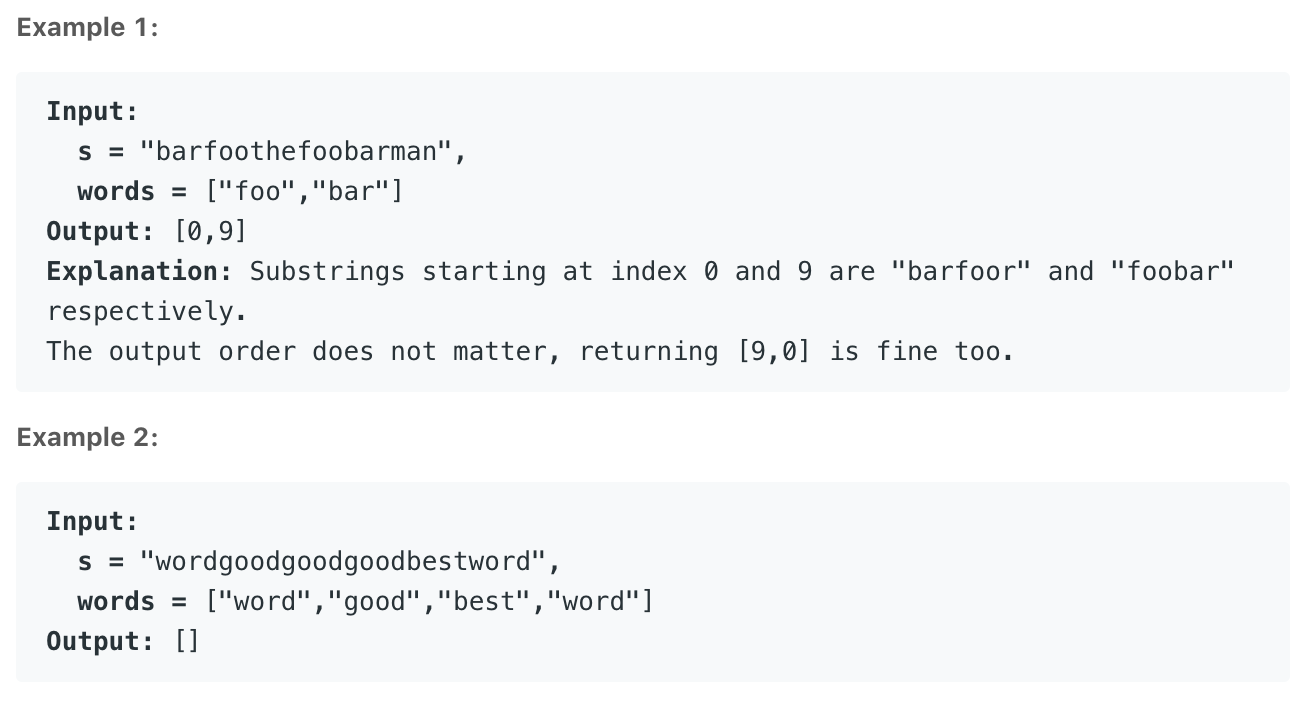 Example 1:
Input:
s = "barfoothefoobarman",
words = ["foo","bar"]
Output: [0,9]
Explanation: Substrings starting at index 0 and 9 are "barfoor" and "foobar"
respectively.
The output order does not matter, returning [9,0] is fine too.
Example 2:
Input:
s = "wordgoodgoodgoodbestword",
words = ["word","good","best","word"]
Output: []